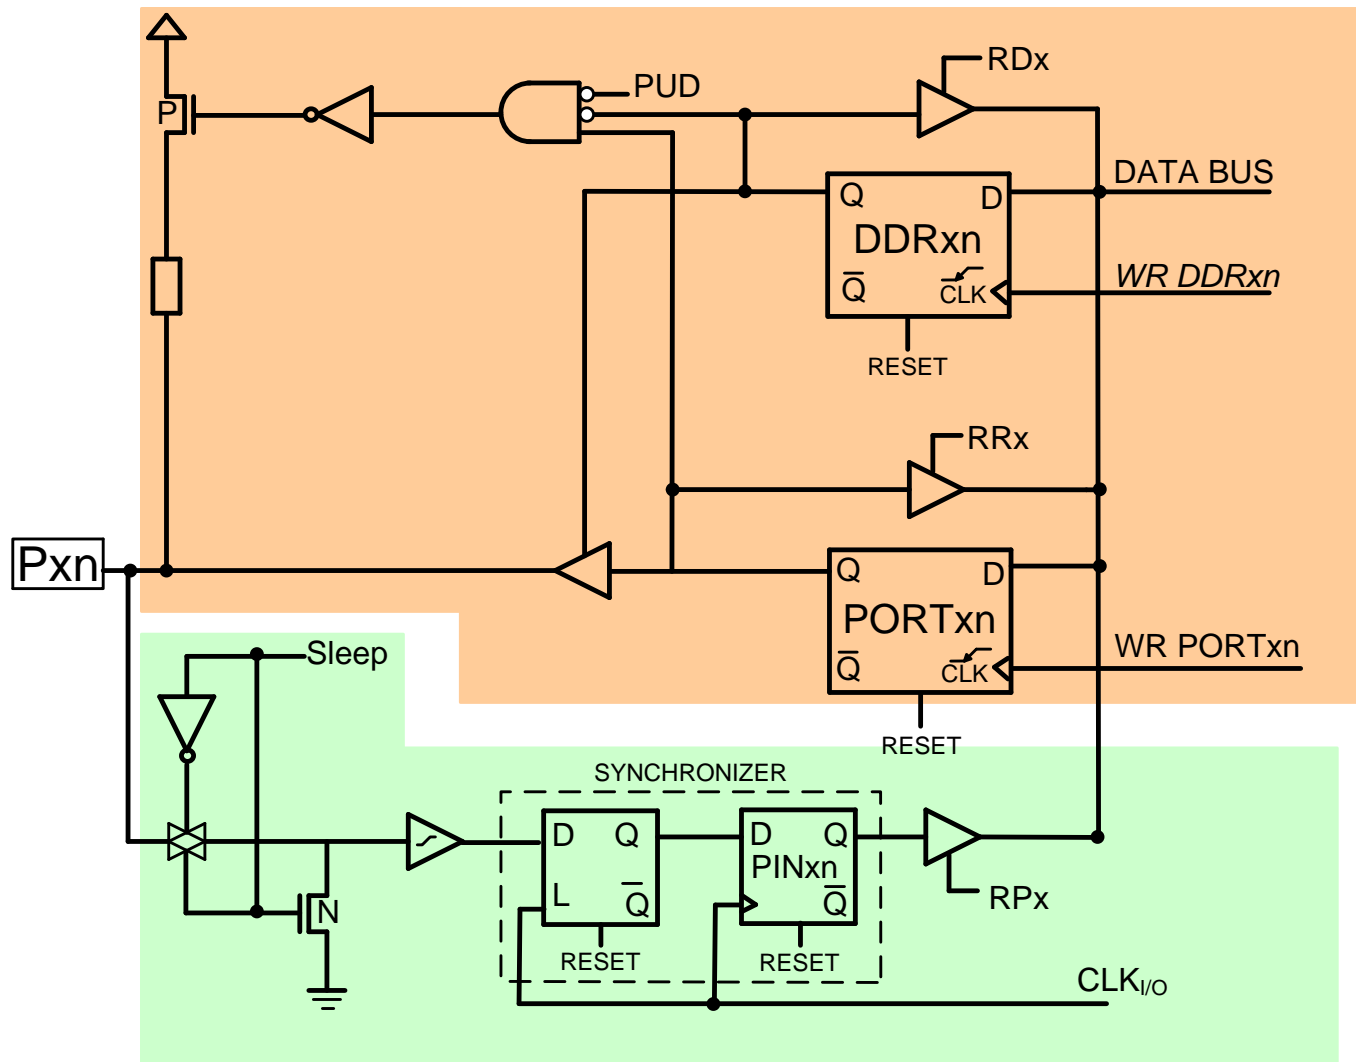 RDx
P
PUD
DATA BUS
Q
D
DDRxn
Q̅
CLK
WR DDRxn
RESET
RRx
Pxn
Q
D
PORTxn
Q̅
CLK
WR PORTxn
Sleep
RESET
SYNCHRONIZER
D
Q
D
Q
PINxn
L
Q̅
Q̅
RPx
N
RESET
RESET
CLK_I/O